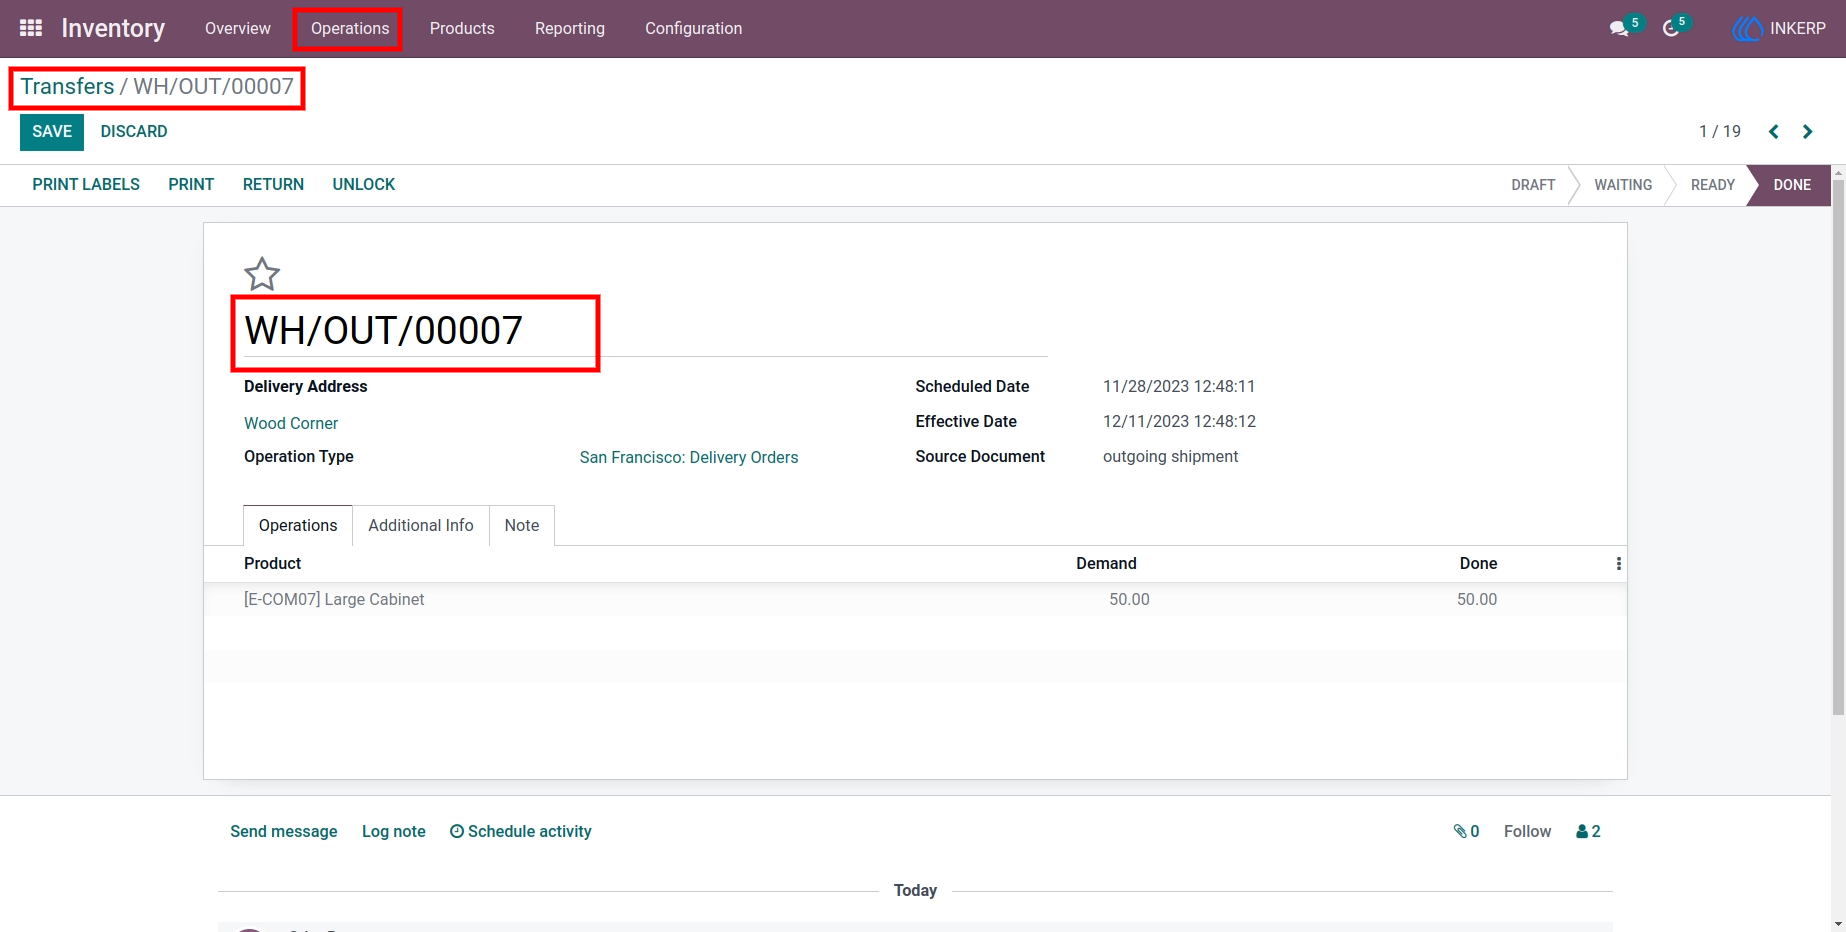 Inventory Overview Operations Products Reporting Configuration 5 5 INKERP
Transfers / WH/OUT/00007
SAVE DISCARD 1 / 19
PRINT LABELS PRINT RETURN UNLOCK DRAFT WAITING READY DONE
WH/OUT/00007
Delivery Address Scheduled Date 11/28/2023 12:48:11
Wood Corner Effective Date 12/11/2023 12:48:12
Operation Type San Francisco: Delivery Orders Source Document outgoing shipment
Operations Additional Info Note
Product Demand Done
[E-COM07] Large Cabinet 50.00 50.00
Send message Log note Schedule activity 0 Follow 2
Today